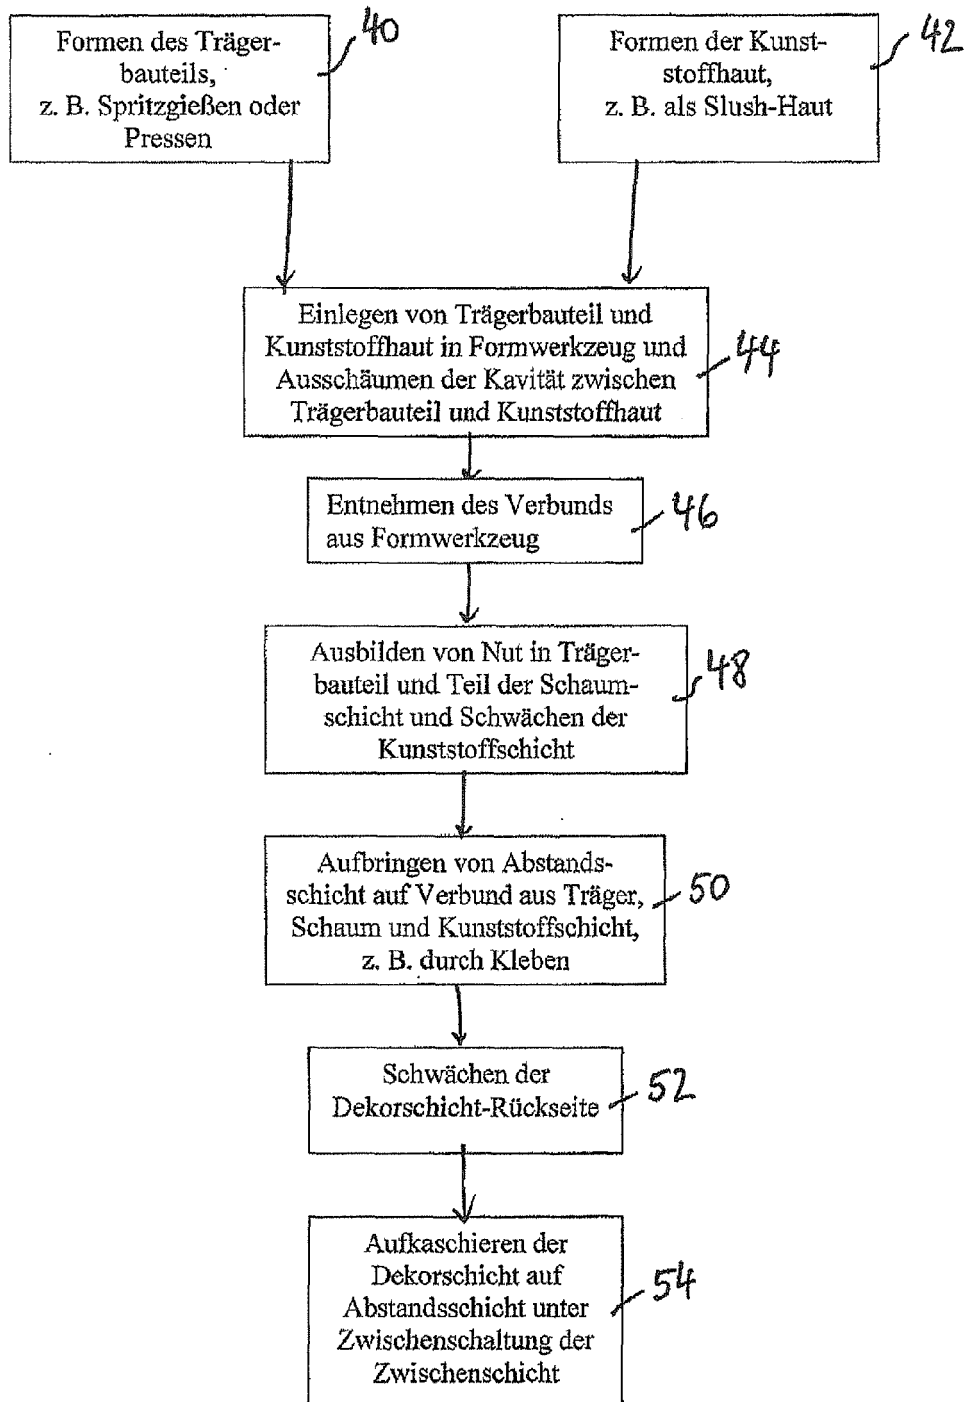 Formen des Träger-
bauteils,
z. B. Spritzgießen oder
Pressen
40
Formen der Kunst-
stoffhaut,
z. B. als Slush-Haut
42
Einlegen von Trägerbauteil und
Kunststoffhaut in Formwerkzeug und
Ausschäumen der Kavität zwischen
Trägerbauteil und Kunststoffhaut
44
Entnehmen des Verbunds
aus Formwerkzeug
46
Ausbilden von Nut in Träger-
bauteil und Teil der Schaum-
schicht und Schwächen der
Kunststoffschicht
48
Aufbringen von Abstands-
schicht auf Verbund aus Träger,
Schaum und Kunststoffschicht,
z. B. durch Kleben
50
Schwächen der
Dekorschicht-Rückseite
52
Aufkaschieren der
Dekorschicht auf
Abstandsschicht unter
Zwischenschaltung der
Zwischenschicht
54